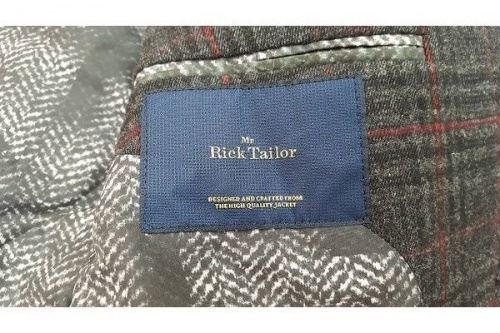 Mr
Rick Tailor
DESIGNED AND CRAFTED FROM
THE HIGH QUALITY JACKET